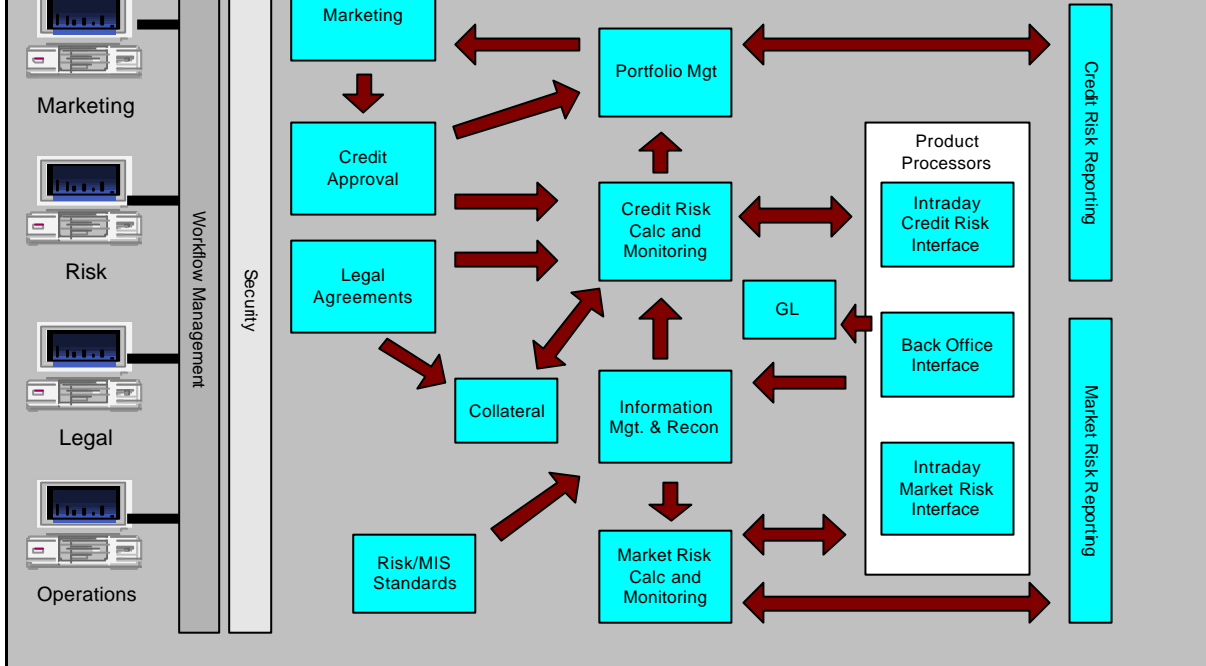 Marketing
Risk
Legal
Operations
Workflow Management
Security
Marketing
Credit
Approval
Legal
Agreements
Collateral
Risk/MIS
Standards
Portfolio Mgt
Credit Risk
Calc and
Monitoring
GL
Information
Mgt. & Recon
Market Risk
Calc and
Monitoring
Product
Processors
Intraday
Credit Risk
Interface
Back Office
Interface
Intraday
Market Risk
Interface
Credit Risk Reporting
Market Risk Reporting